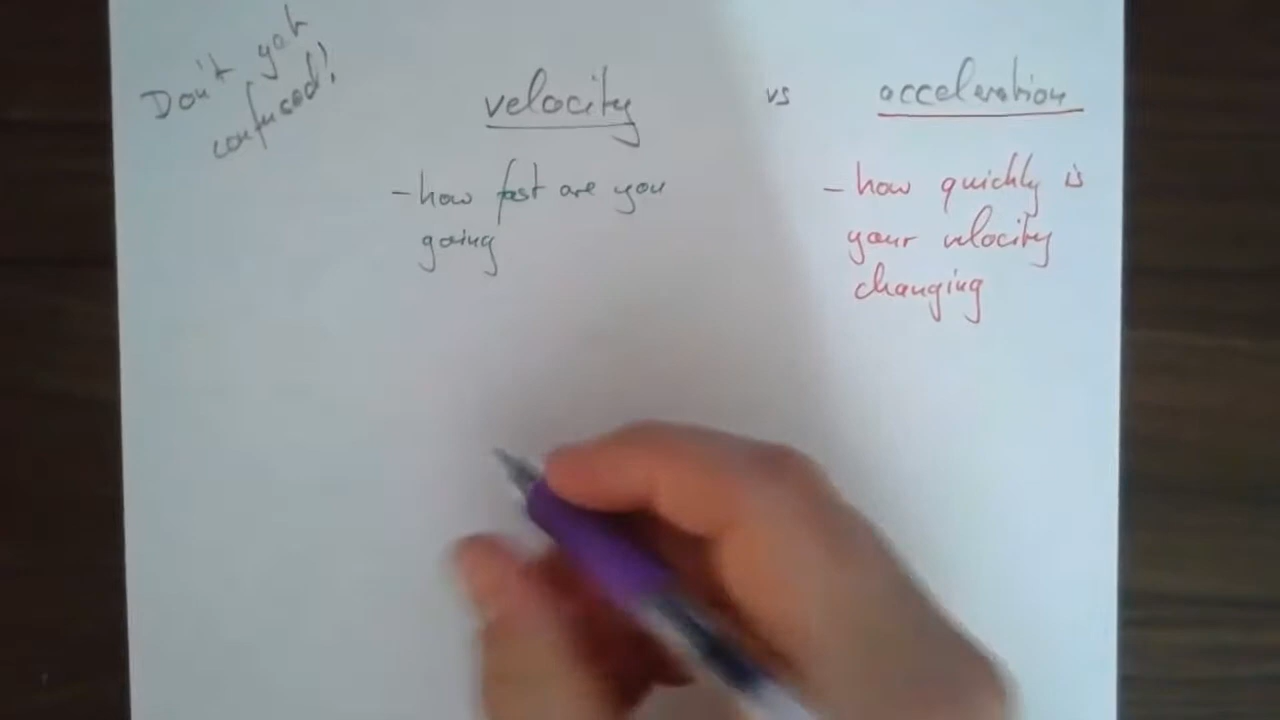 Don't get
confused!
velocity vs acceleration
- how fast are you
going
- how quickly is
your velocity
changing